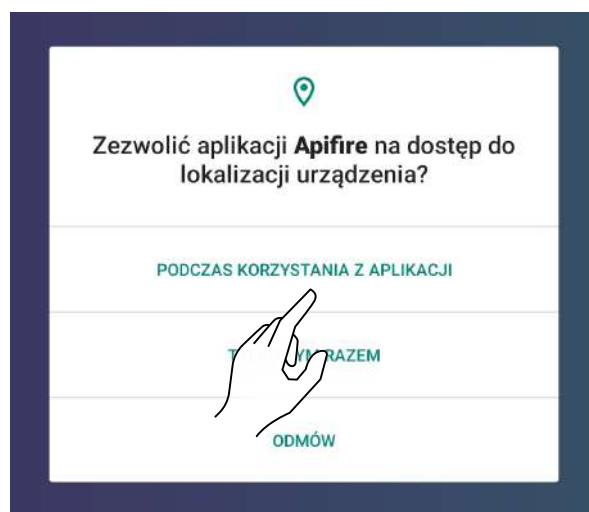 Zezwolić aplikacji Apifire na dostęp do
lokalizacji urządzenia?
PODCZAS KORZYSTANIA Z APLIKACJI
RAZEM
ODMÓW